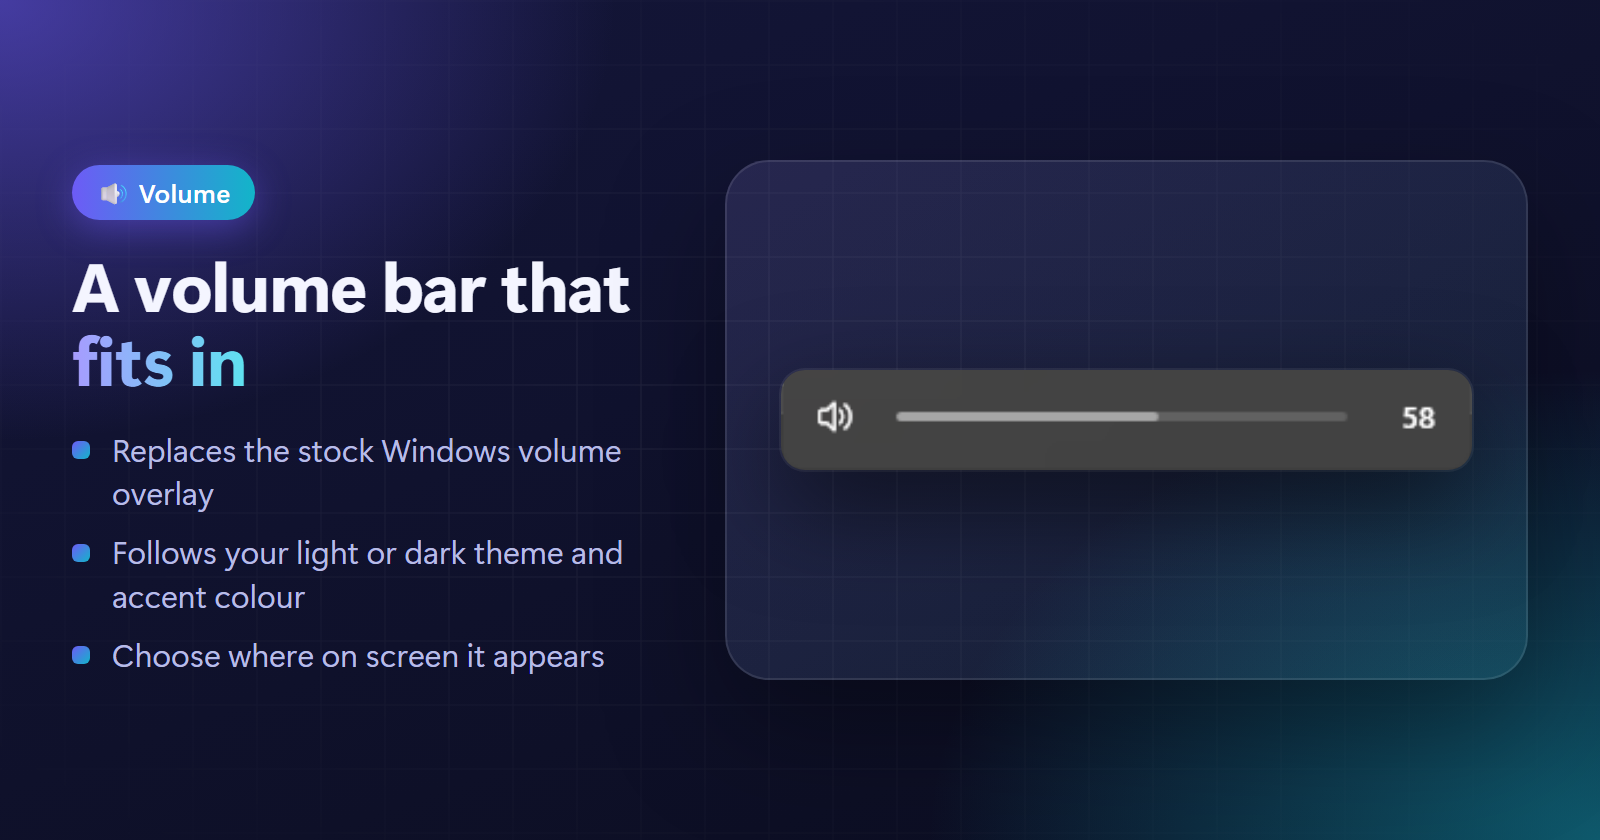 Volume
A volume bar that
fits in
Replaces the stock Windows volume
overlay
Follows your light or dark theme and
accent colour
Choose where on screen it appears
58